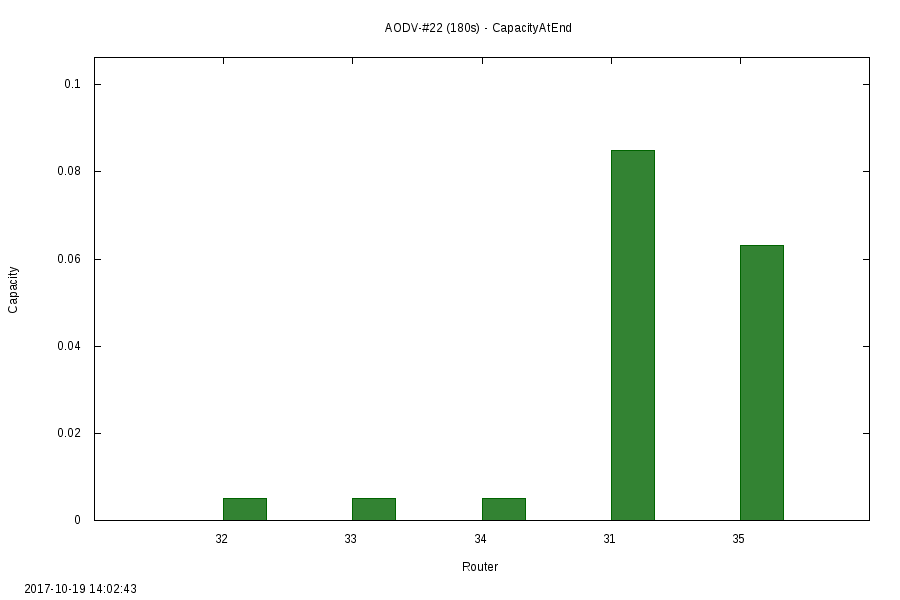 AODV-#22 (180s) - CapacityAtEnd
0.1
0.08
0.06
0.04
0.02
0
Capacity
32 33 34 31 35
Router
2017-10-19 14:02:43